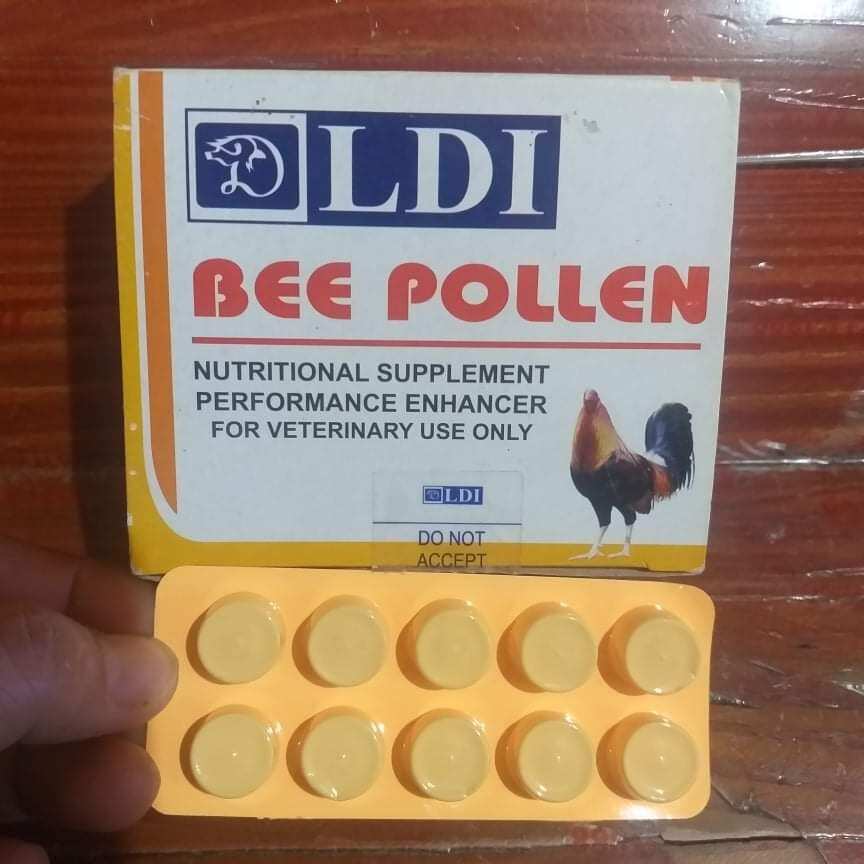 LDI
BEE POLLEN
NUTRITIONAL SUPPLEMENT
PERFORMANCE ENHANCER
FOR VETERINARY USE ONLY
LDI
DO NOT
ACCEPT